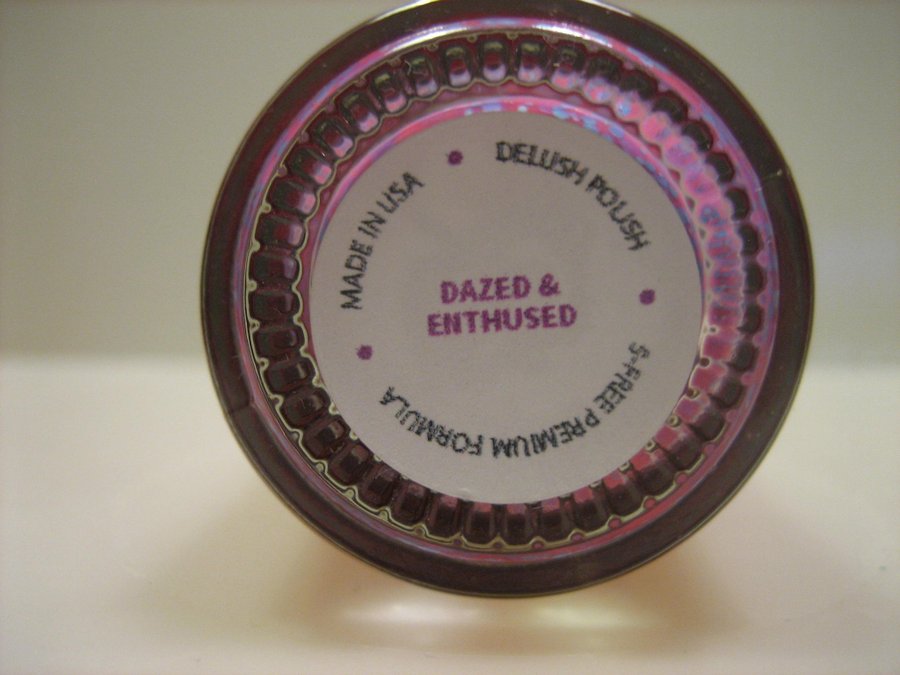 DELUSH POLISH
5-FREE PREMIUM FORMULA
MADE IN USA
DAZED &
ENTHUSED